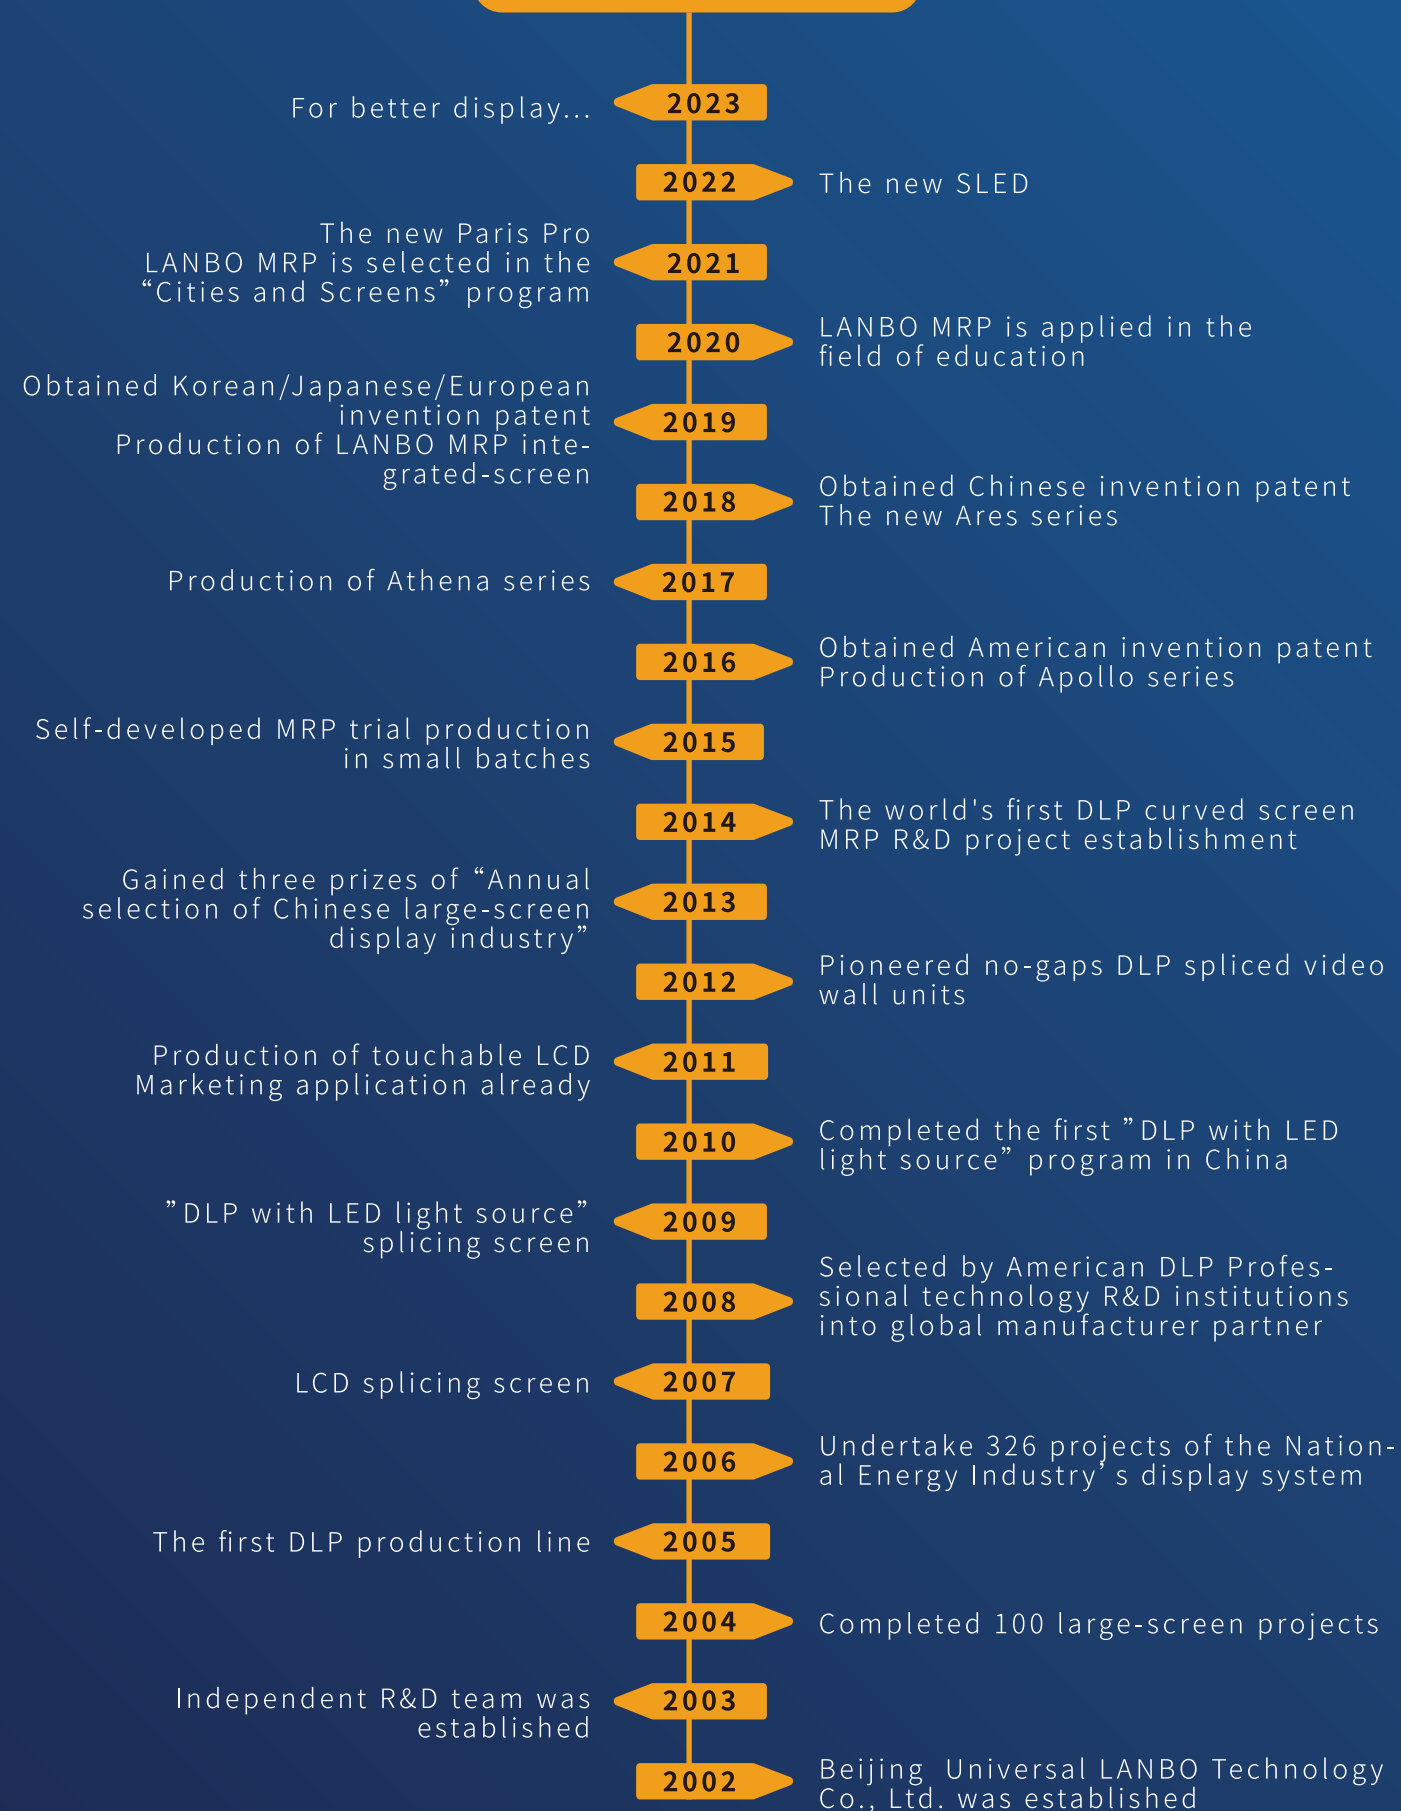 2023
For better display...
2022
The new SLED
2021
The new Paris Pro
LANBO MRP is selected in the
“Cities and Screens” program
2020
LANBO MRP is applied in the
field of education
2019
Obtained Korean/Japanese/European
invention patent
Production of LANBO MRP inte-
grated-screen
2018
Obtained Chinese invention patent
The new Ares series
2017
Production of Athena series
2016
Obtained American invention patent
Production of Apollo series
2015
Self-developed MRP trial production
in small batches
2014
The world's first DLP curved screen
MRP R&D project establishment
2013
Gained three prizes of “Annual
selection of Chinese large-screen
display industry”
2012
Pioneered no-gaps DLP spliced video
wall units
2011
Production of touchable LCD
Marketing application already
2010
Completed the first ”DLP with LED
light source” program in China
2009
”DLP with LED light source”
splicing screen
2008
Selected by American DLP Profes-
sional technology R&D institutions
into global manufacturer partner
2007
LCD splicing screen
2006
Undertake 326 projects of the Nation-
al Energy Industry’s display system
2005
The first DLP production line
2004
Completed 100 large-screen projects
2003
Independent R&D team was
established
2002
Beijing  Universal LANBO Technology
Co., Ltd. was established